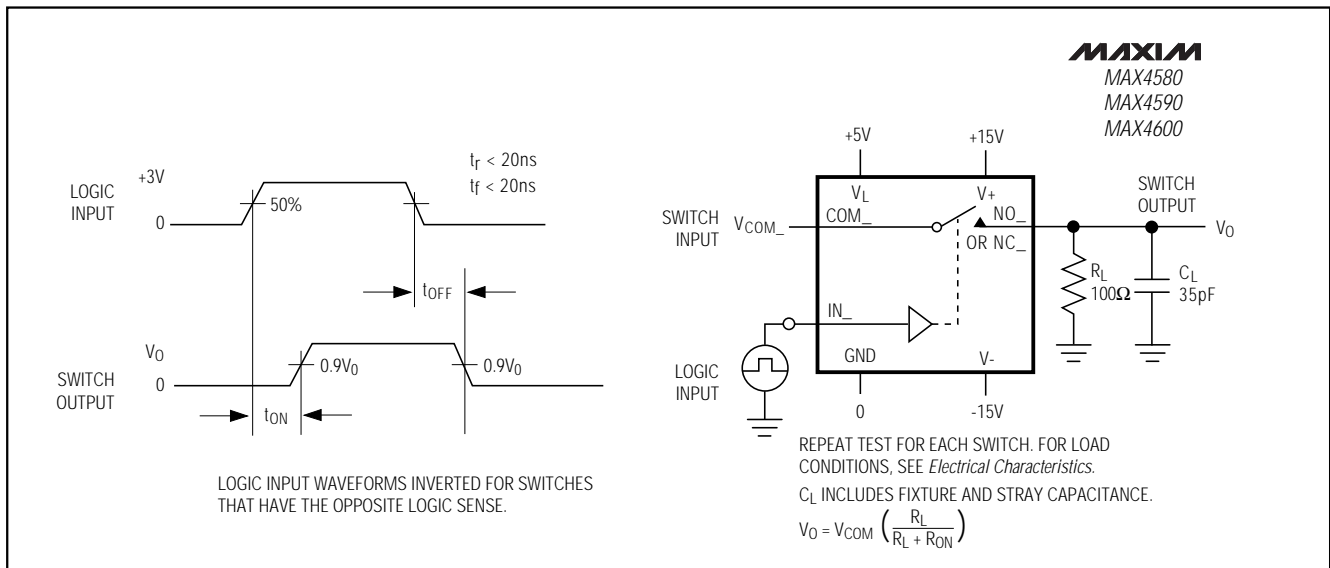 MAXIM
MAX4580
MAX4590
MAX4600
LOGIC
INPUT
+3V
0
50%
tr < 20ns
tf < 20ns
tOFF
SWITCH
OUTPUT
VO
0
0.9V0
0.9V0
tON
LOGIC INPUT WAVEFORMS INVERTED FOR SWITCHES
THAT HAVE THE OPPOSITE LOGIC SENSE.
+5V
+15V
VL
V+
SWITCH
INPUT
VCOM_
COM_
NO_
OR NC_
SWITCH
OUTPUT
VO
RL
100Ω
CL
35pF
IN_
LOGIC
INPUT
GND
V-
0
-15V
REPEAT TEST FOR EACH SWITCH. FOR LOAD
CONDITIONS, SEE Electrical Characteristics.
CL INCLUDES FIXTURE AND STRAY CAPACITANCE.
VO = VCOM (RL / RL + RON)